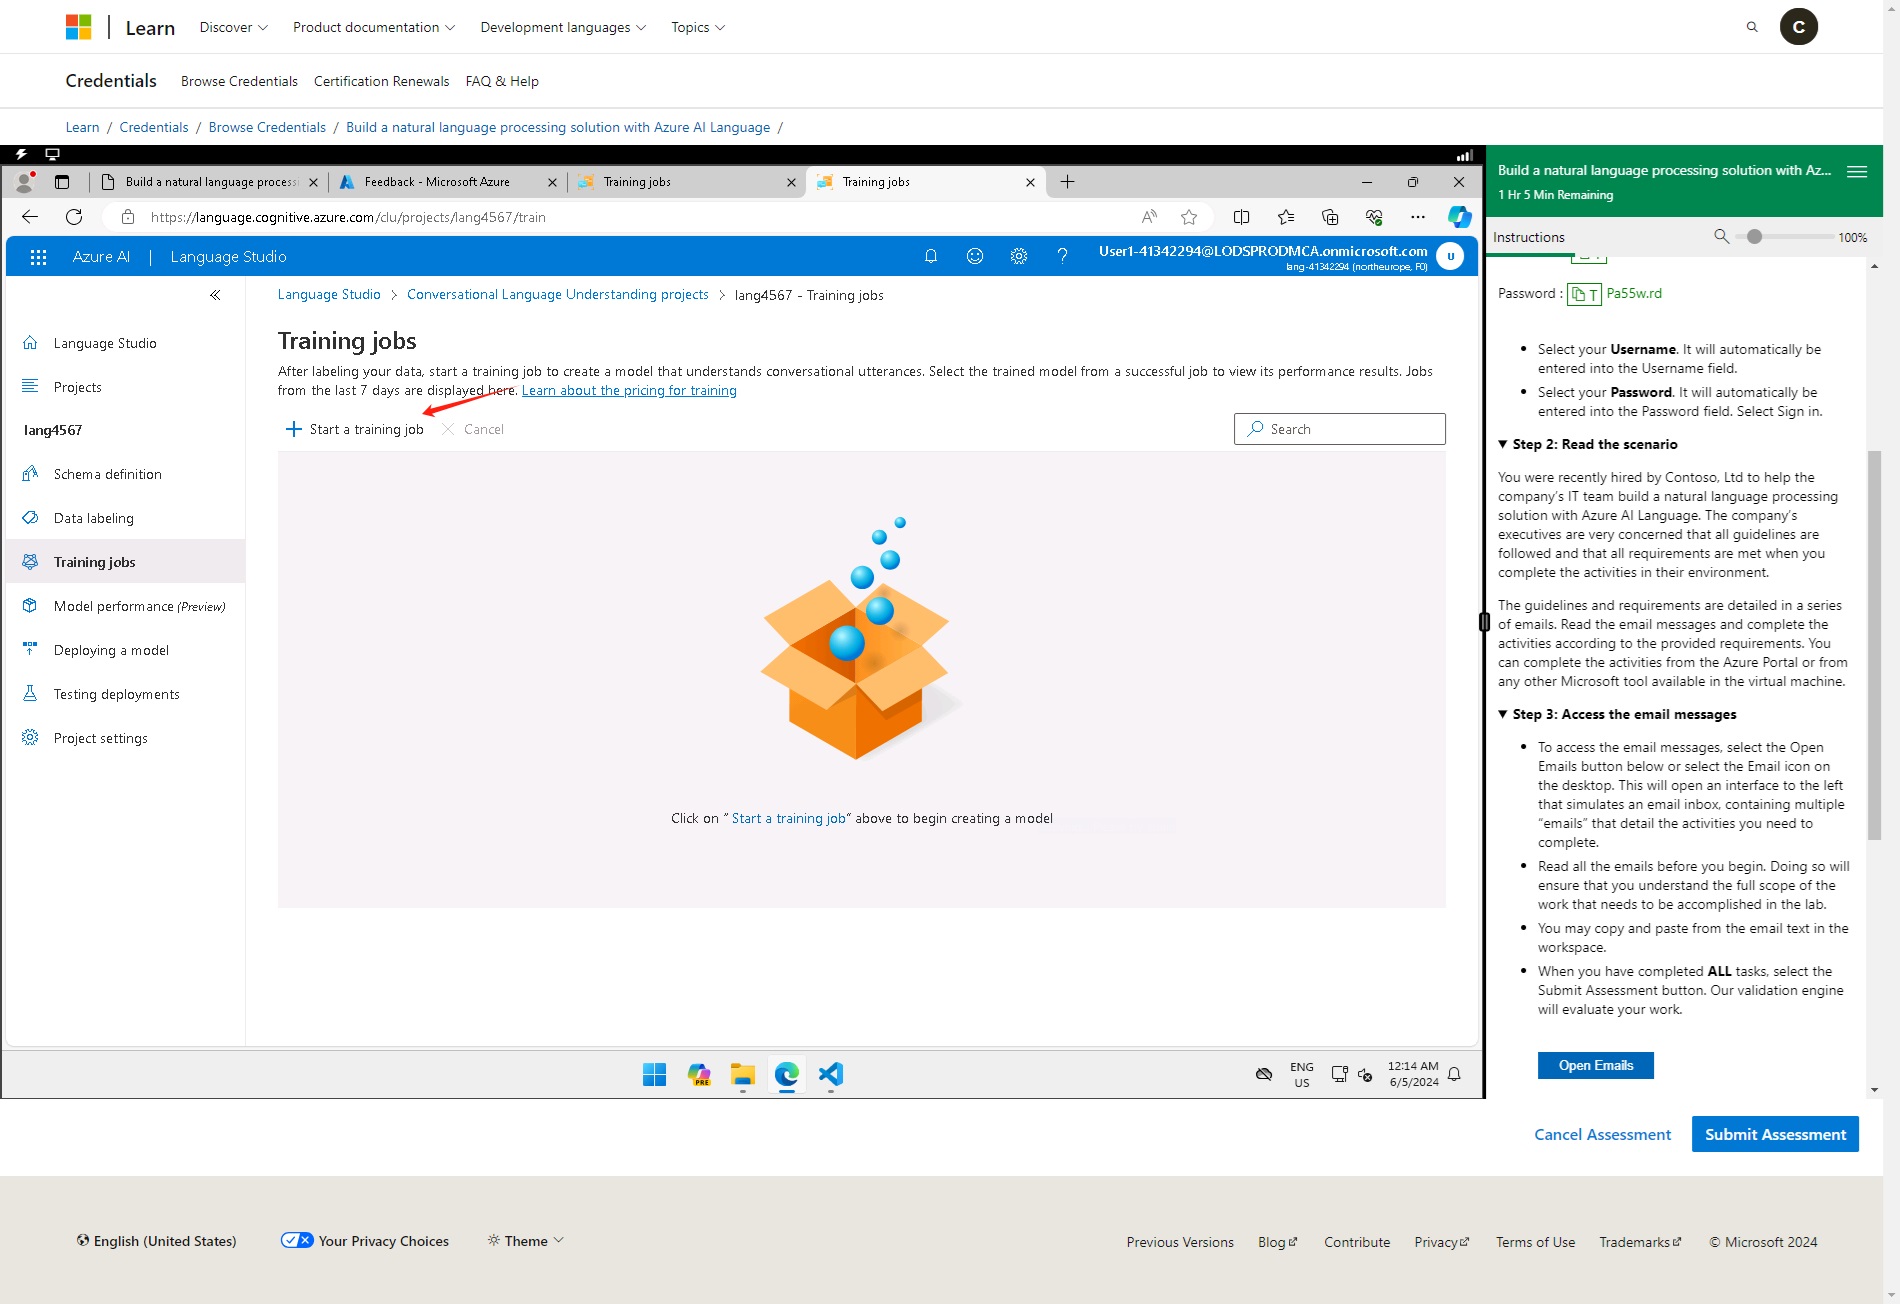 Learn
Discover
Product documentation
Development languages
Topics
C
Credentials
Browse Credentials
Certification Renewals
FAQ & Help
Learn / Credentials / Browse Credentials / Build a natural language processing solution with Azure AI Language /
Build a natural language process
Feedback - Microsoft Azure
Training jobs
Training jobs
https://language.cognitive.azure.com/clu/projects/lang4567/train
Azure AI | Language Studio
User1-41342294@LODSPRODMCA.onmicrosoft.com
lang-41342294 (northeurope, F0)
U
Language Studio
Projects
lang4567
Schema definition
Data labeling
Training jobs
Model performance (Preview)
Deploying a model
Testing deployments
Project settings
Language Studio > Conversational Language Understanding projects > lang4567 - Training jobs
Training jobs
After labeling your data, start a training job to create a model that understands conversational utterances. Select the trained model from a successful job to view its performance results. Jobs
from the last 7 days are displayed here. Learn about the pricing for training
Start a training job
Cancel
Search
Click on “ Start a training job“ above to begin creating a model
PRE
ENG
US
12:14 AM
6/5/2024
Build a natural language processing solution with Az...
1 Hr 5 Min Remaining
Instructions
100%
Password : T Pa55w.rd
• Select your Username. It will automatically be
entered into the Username field.
• Select your Password. It will automatically be
entered into the Password field. Select Sign in.
▼ Step 2: Read the scenario
You were recently hired by Contoso, Ltd to help the
company’s IT team build a natural language processing
solution with Azure AI Language. The company’s
executives are very concerned that all guidelines are
followed and that all requirements are met when you
complete the activities in their environment.
The guidelines and requirements are detailed in a series
of emails. Read the email messages and complete the
activities according to the provided requirements. You
can complete the activities from the Azure Portal or from
any other Microsoft tool available in the virtual machine.
▼ Step 3: Access the email messages
• To access the email messages, select the Open
Emails button below or select the Email icon on
the desktop. This will open an interface to the left
that simulates an email inbox, containing multiple
“emails” that detail the activities you need to
complete.
• Read all the emails before you begin. Doing so will
ensure that you understand the full scope of the
work that needs to be accomplished in the lab.
• You may copy and paste from the email text in the
workspace.
• When you have completed ALL tasks, select the
Submit Assessment button. Our validation engine
will evaluate your work.
Open Emails
Cancel Assessment
Submit Assessment
English (United States)
Your Privacy Choices
Theme
Previous Versions
Blog
Contribute
Privacy
Terms of Use
Trademarks
© Microsoft 2024